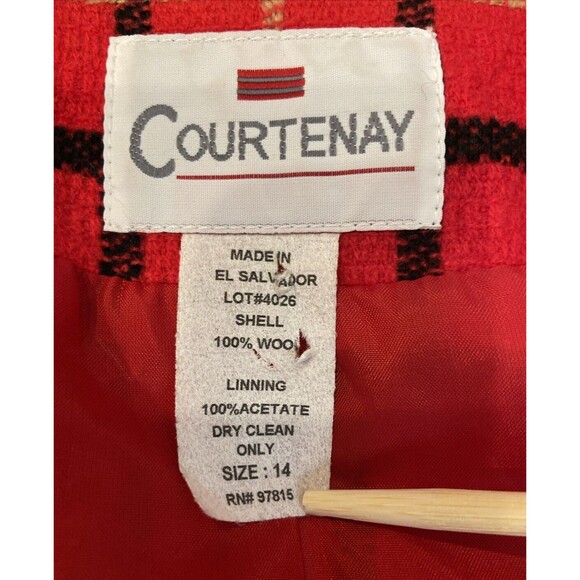 COURTENAY
MADE IN
EL SALVADOR
LOT#4026
SHELL
100% WOOL
LINNING
100%ACETATE
DRY CLEAN
ONLY
SIZE : 14
RN# 97815